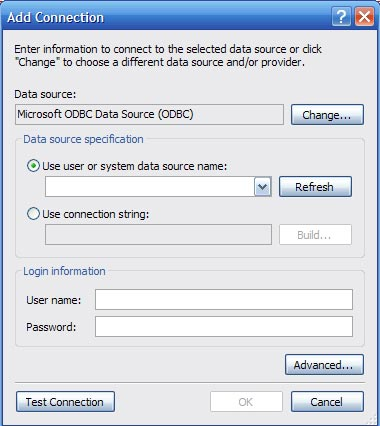 Add Connection
Enter information to connect to the selected data source or click
"Change" to choose a different data source and/or provider.
Data source:
Microsoft ODBC Data Source (ODBC)
Change...
Data source specification
Use user or system data source name:
Refresh
Use connection string:
Build...
Login information
User name:
Password:
Advanced...
Test Connection
OK
Cancel